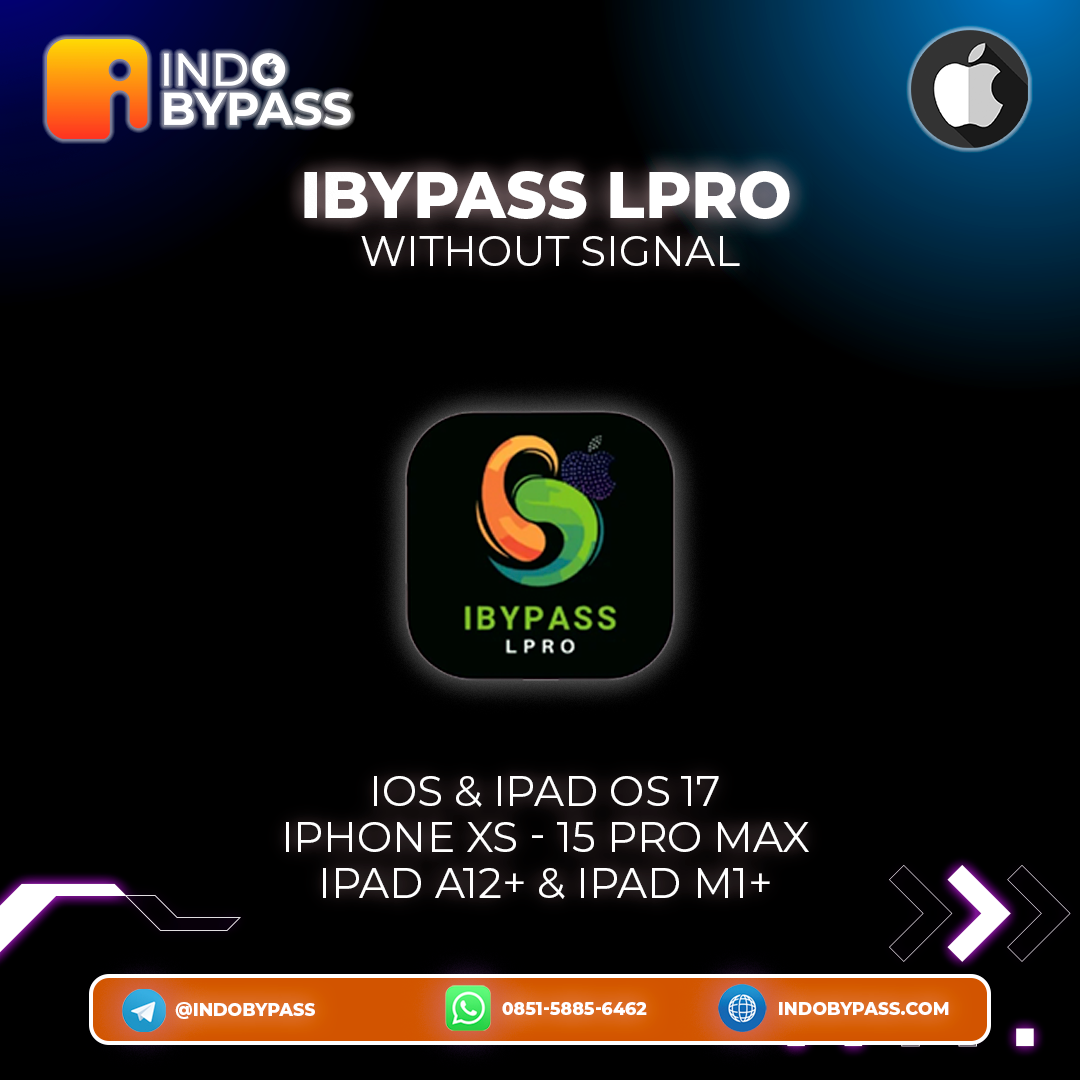 INDO
BYPASS
IBYPASS LPRO
WITHOUT SIGNAL
IBYPASS
LPRO
IOS & IPAD OS 17
IPHONE XS - 15 PRO MAX
IPAD A12+ & IPAD M1+
@INDOBYPASS
0851-5885-6462
INDOBYPASS.COM